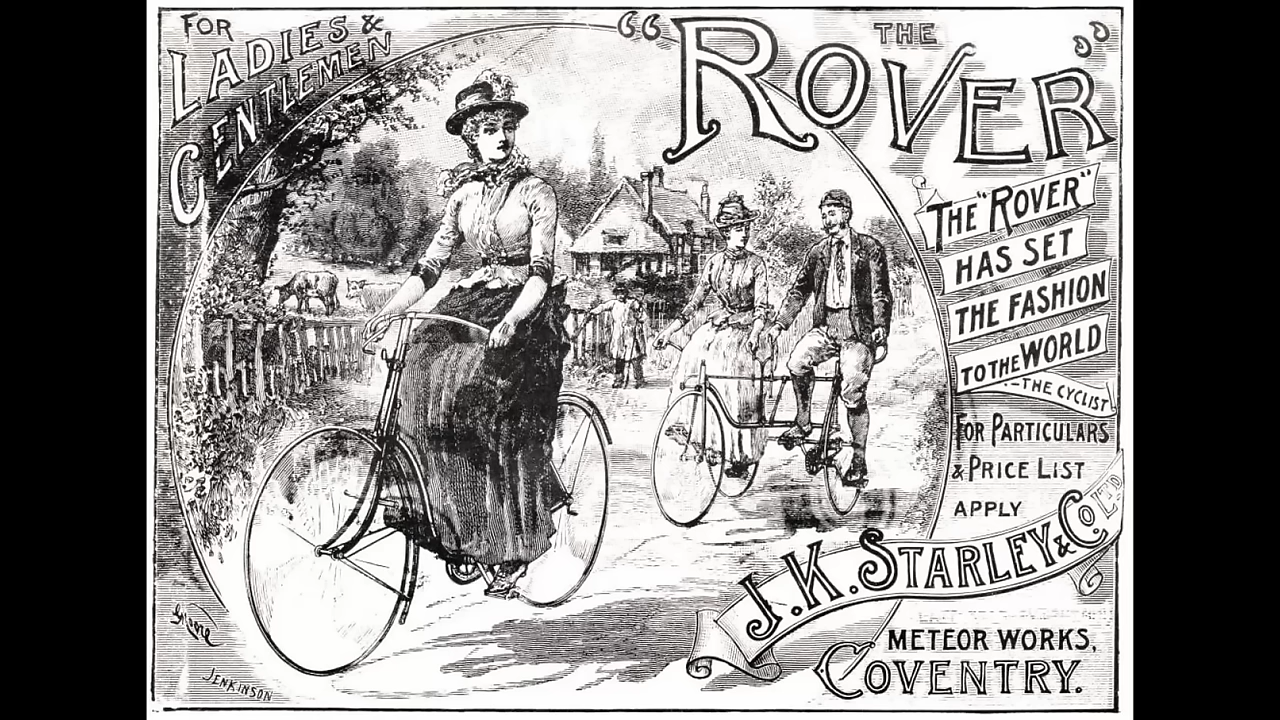 FOR
LADIES &
GENTLEMEN
THE
"ROVER"
THE "ROVER"
HAS SET
THE FASHION
TO THE WORLD
—THE CYCLIST
FOR PARTICULARS
& PRICE LIST
APPLY
J. K. STARLEY & Co. LTD
METEOR WORKS,
COVENTRY.
JENKINSON